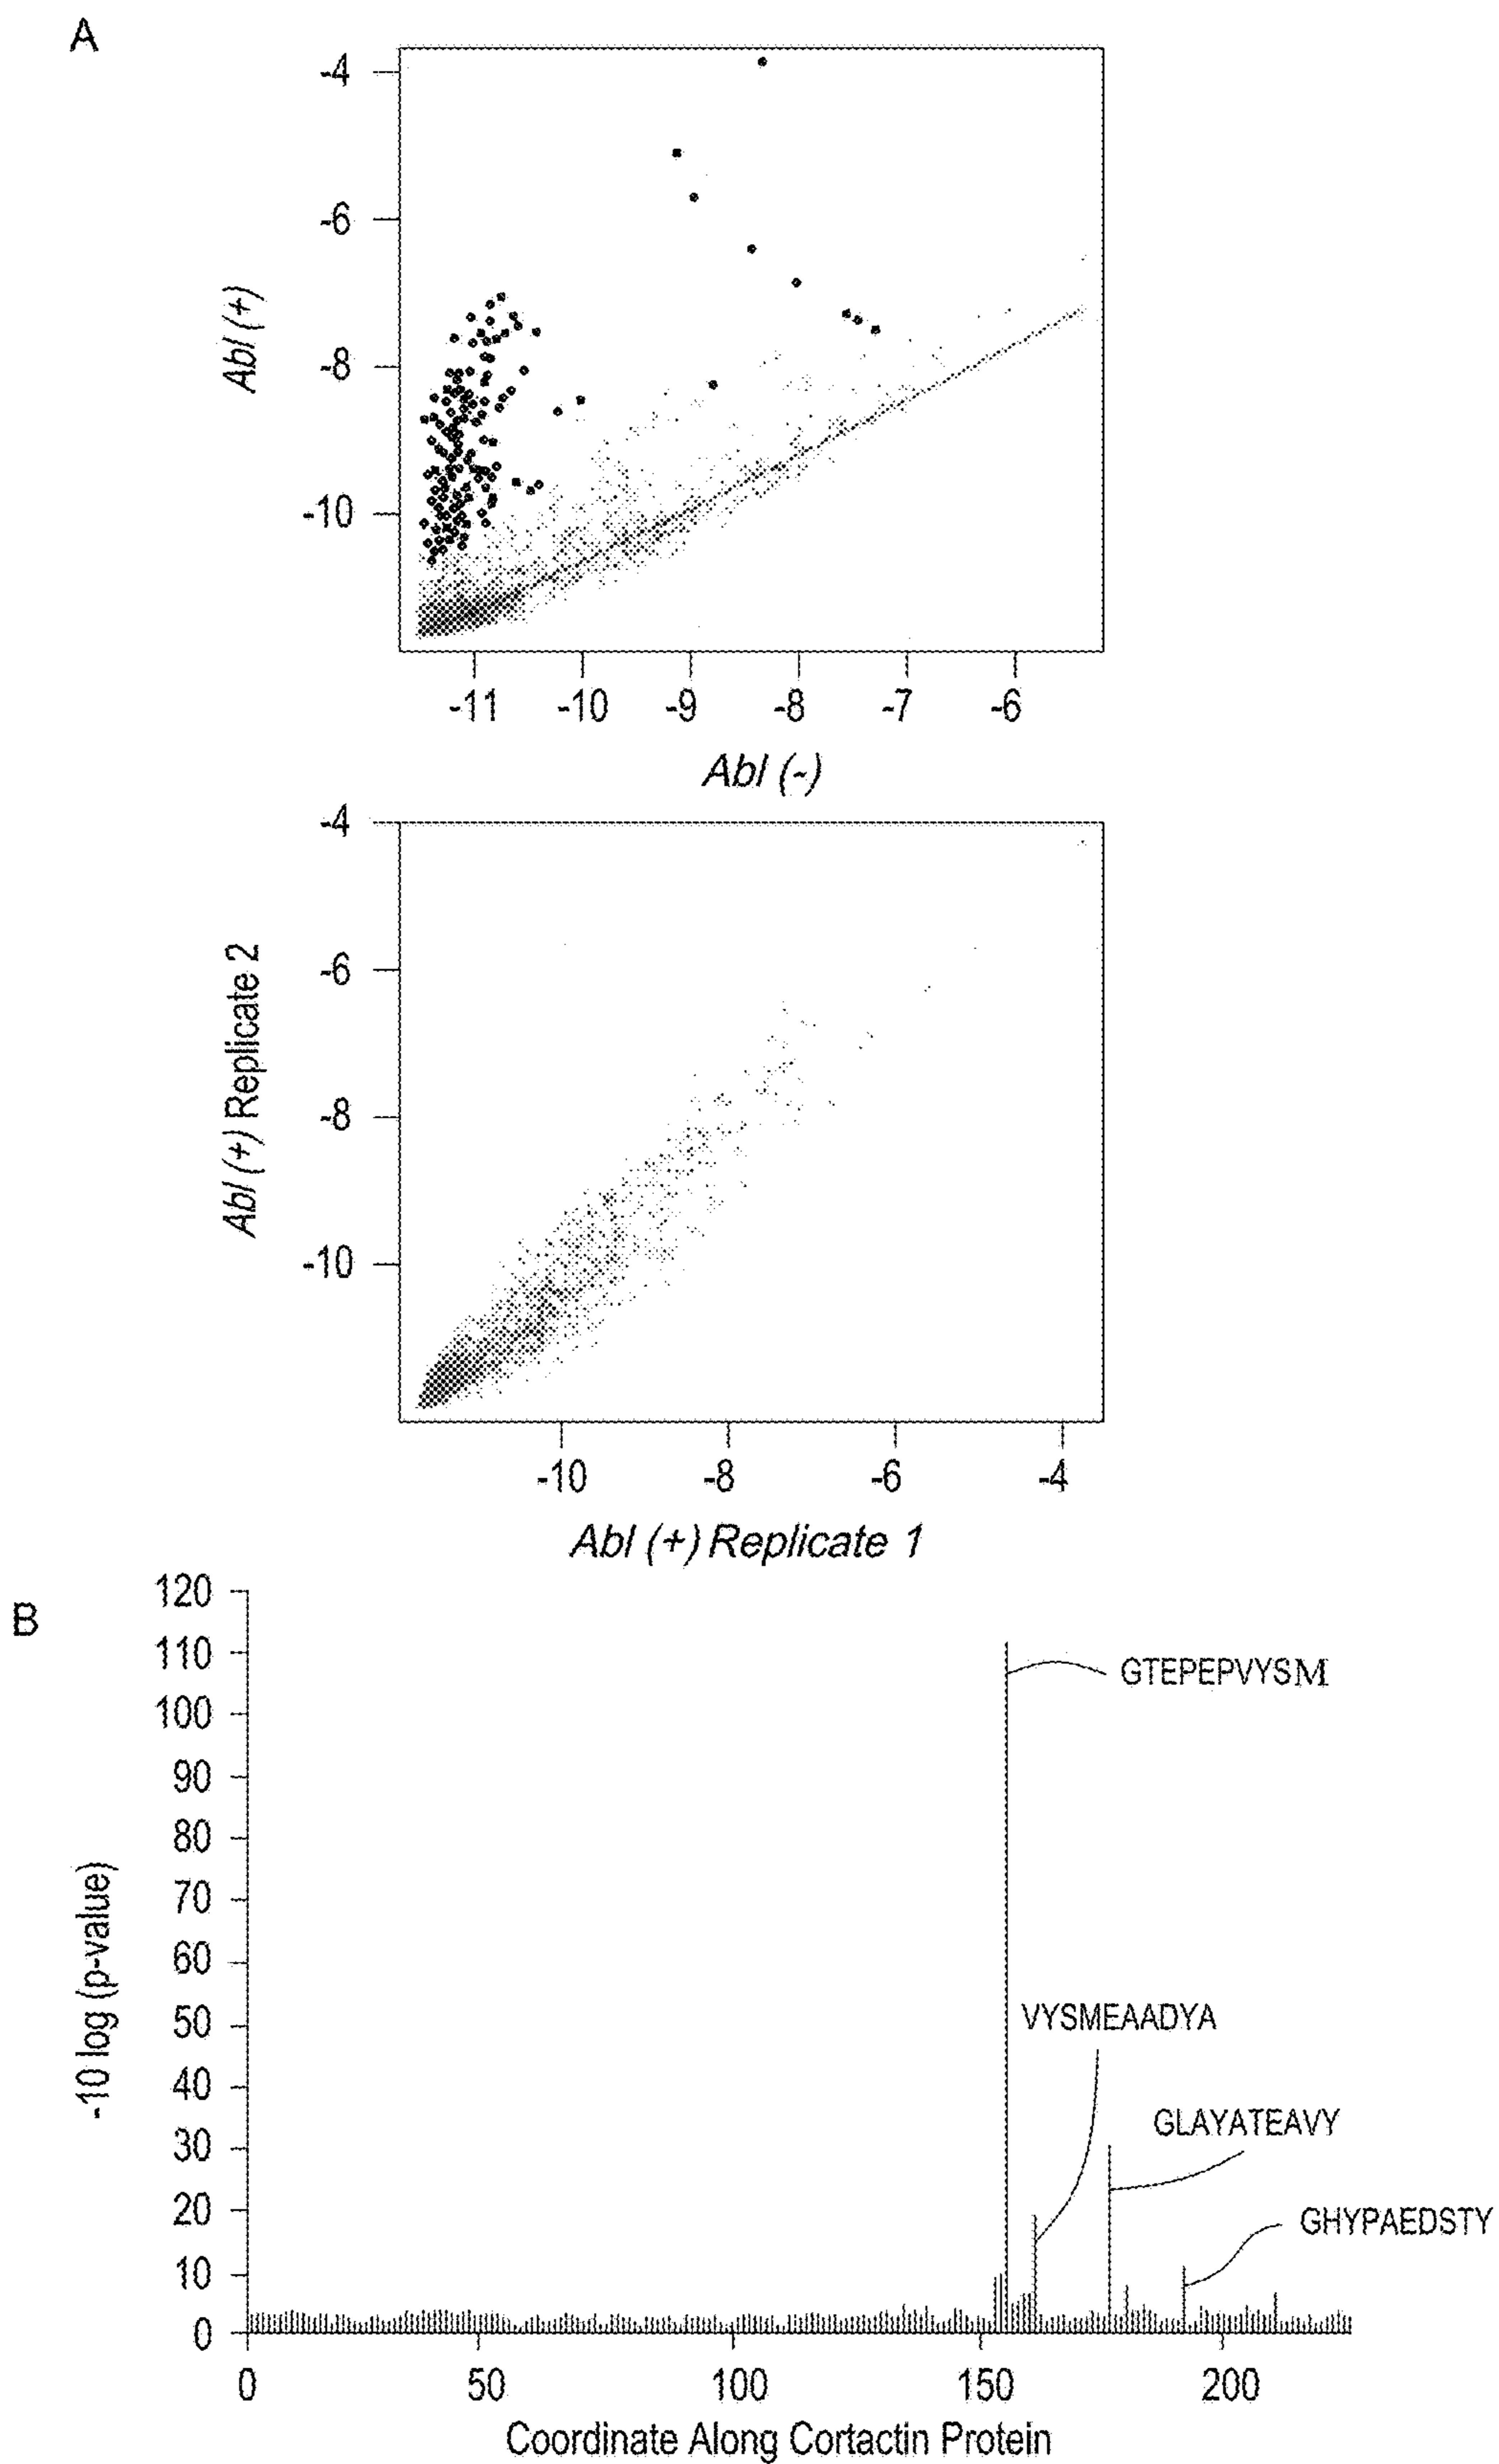 A
-4
-6
-8
-10
Abl (+)
-11 -10 -9 -8 -7 -6
Abl (-)
-4
-6
-8
-10
Abl (+) Replicate 2
-10 -8 -6 -4
Abl (+) Replicate 1
B
120
110
100
90
80
70
60
50
40
30
20
10
0
-10 log (p-value)
GTEPEPVYSM
VYSMEAADYA
GLAYATEAVY
GHYPAEDSTY
0 50 100 150 200
Coordinate Along Cortactin Protein